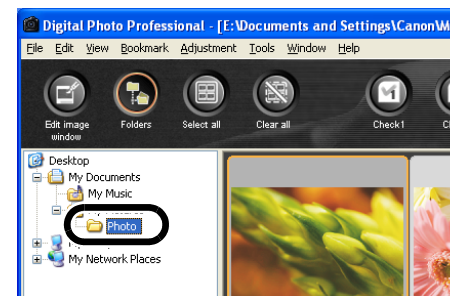 Digital Photo Professional - [E:\Documents and Settings\Canon\M
File Edit View Bookmark Adjustment Tools Window Help
Edit image window
Folders
Select all
Clear all
Check1
Desktop
My Documents
My Music
Photo
My Network Places